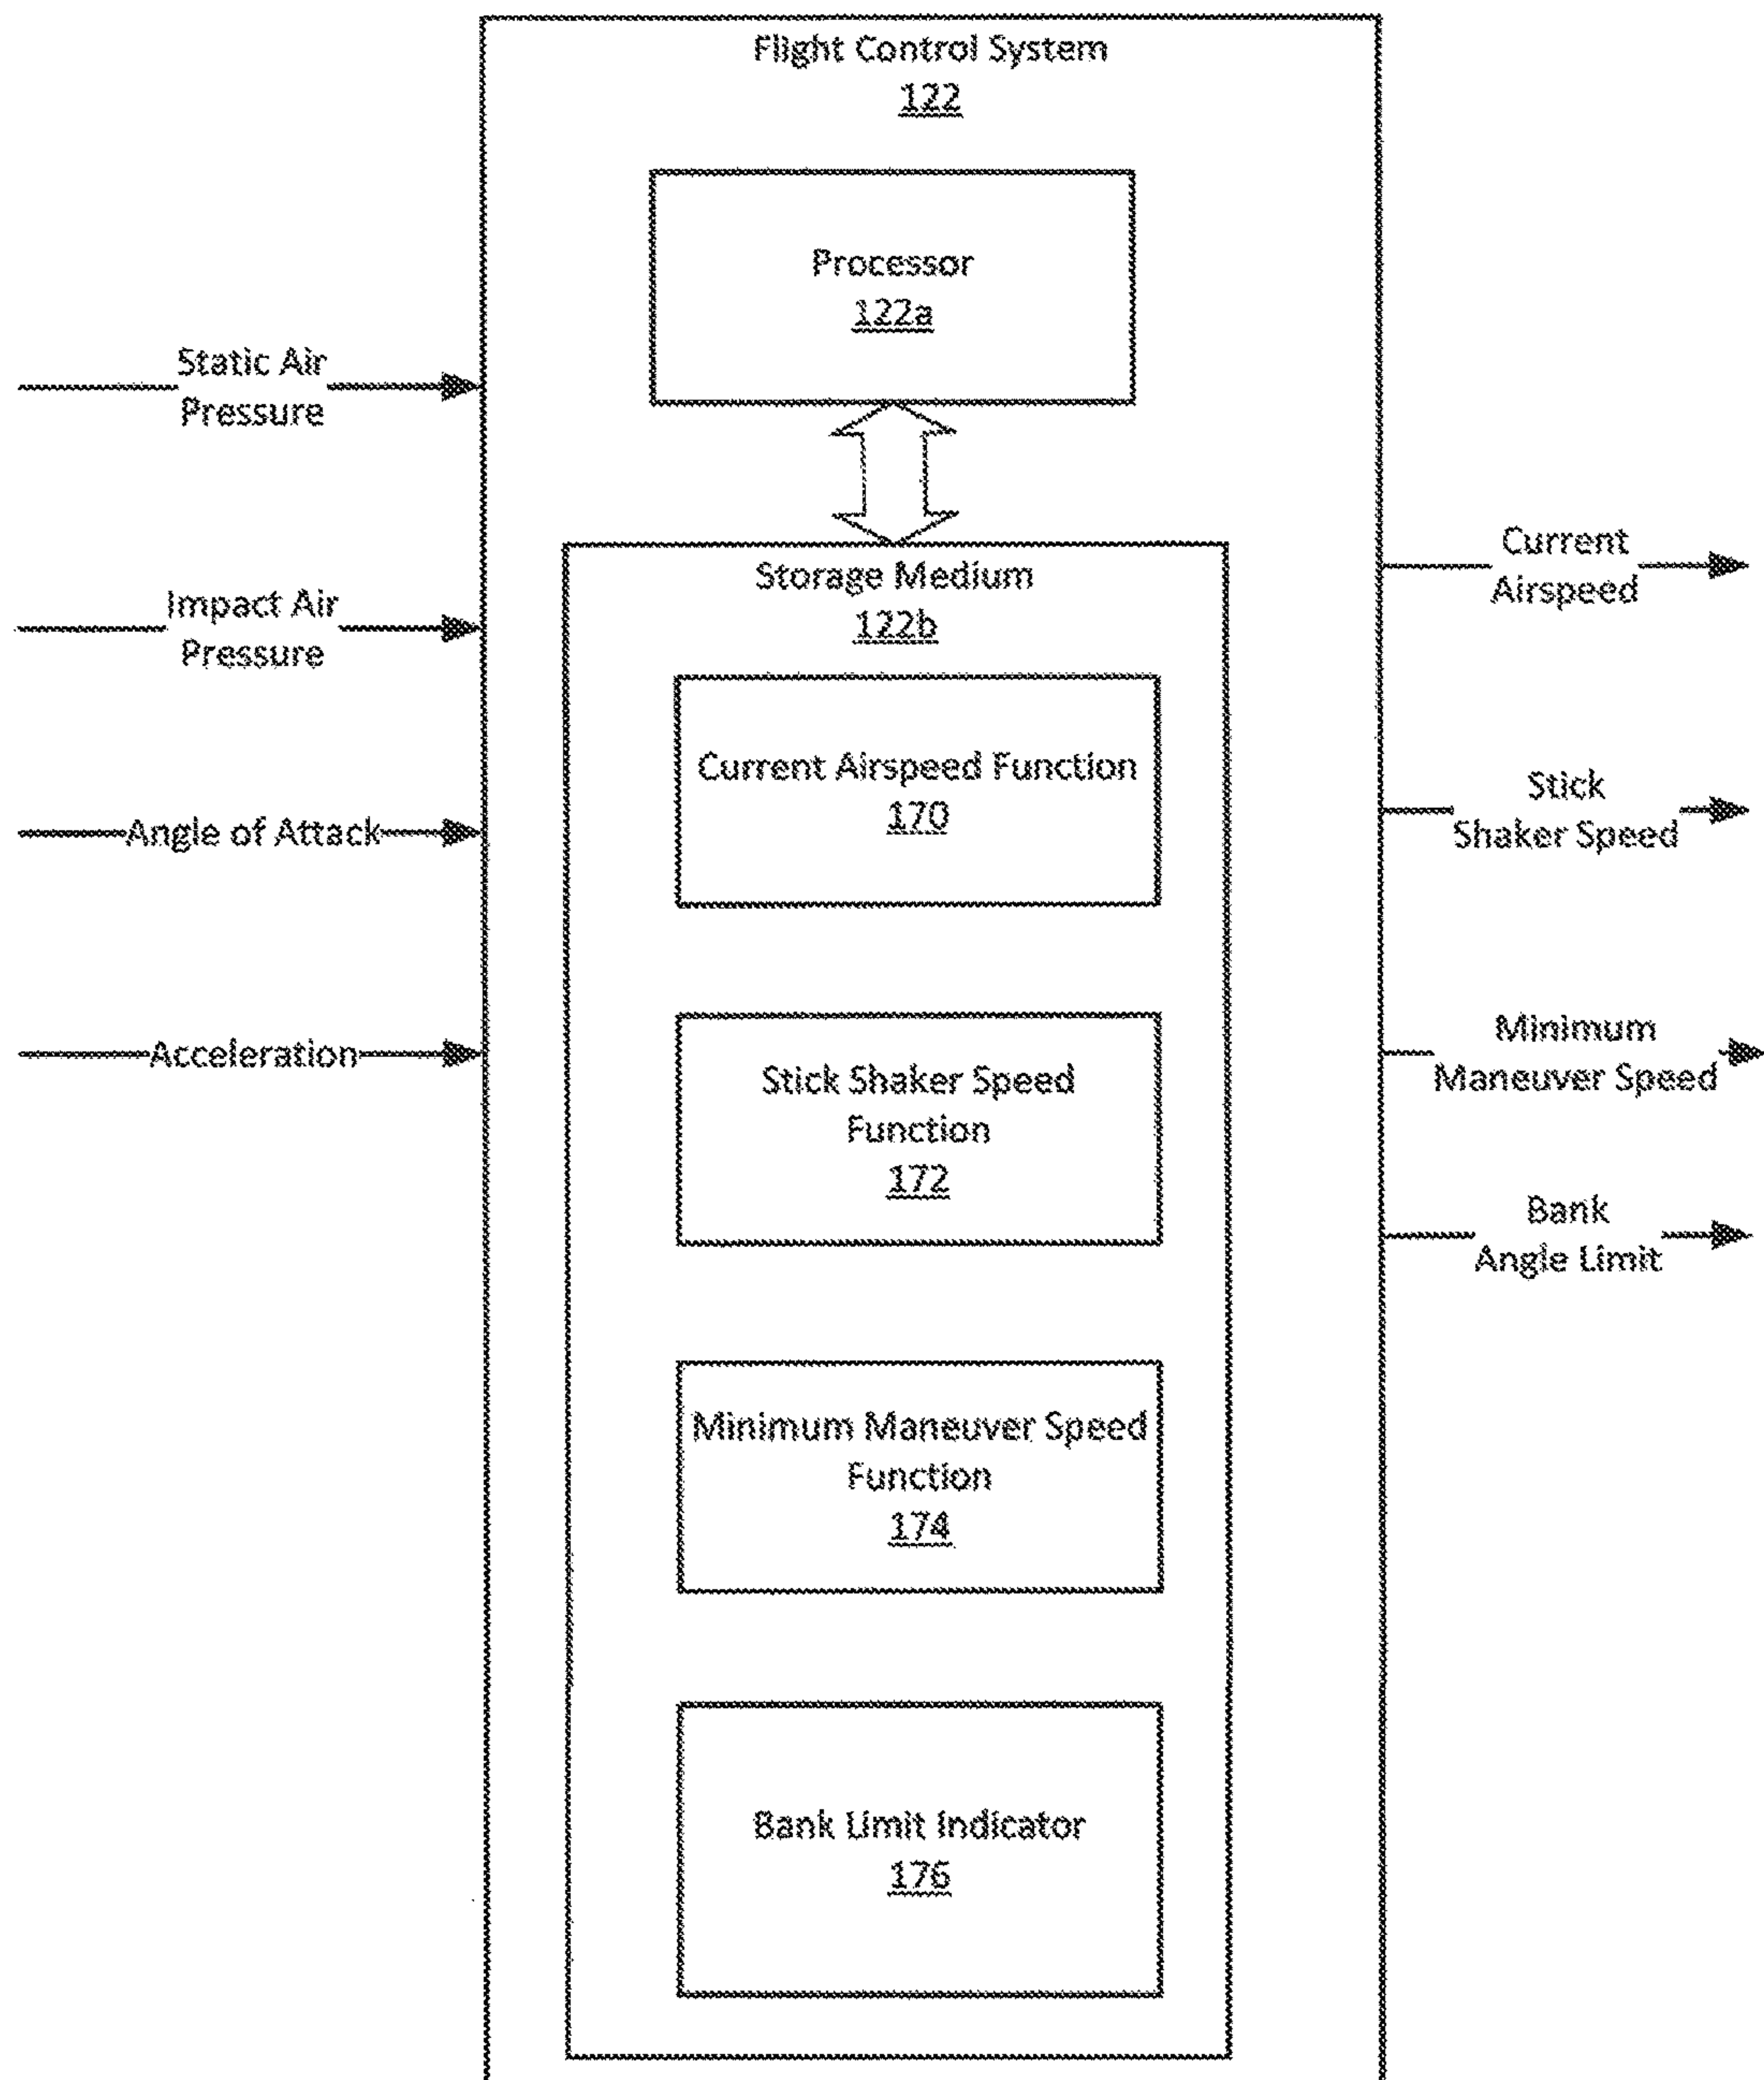 Flight Control System
122
Processor
122a
Static Air
Pressure
Impact Air
Pressure
Angle of Attack
Acceleration
Storage Medium
122b
Current Airspeed Function
170
Stick Shaker Speed
Function
172
Minimum Maneuver Speed
Function
174
Bank Limit Indicator
176
Current
Airspeed
Stick
Shaker Speed
Minimum
Maneuver Speed
Bank
Angle Limit